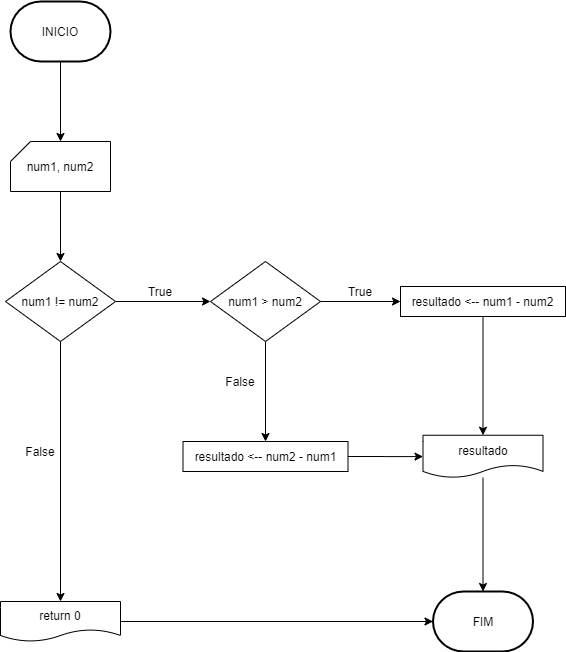 INICIO
num1, num2
num1 != num2
True
num1 > num2
True
resultado <-- num1 - num2
False
False
resultado <-- num2 - num1
resultado
return 0
FIM